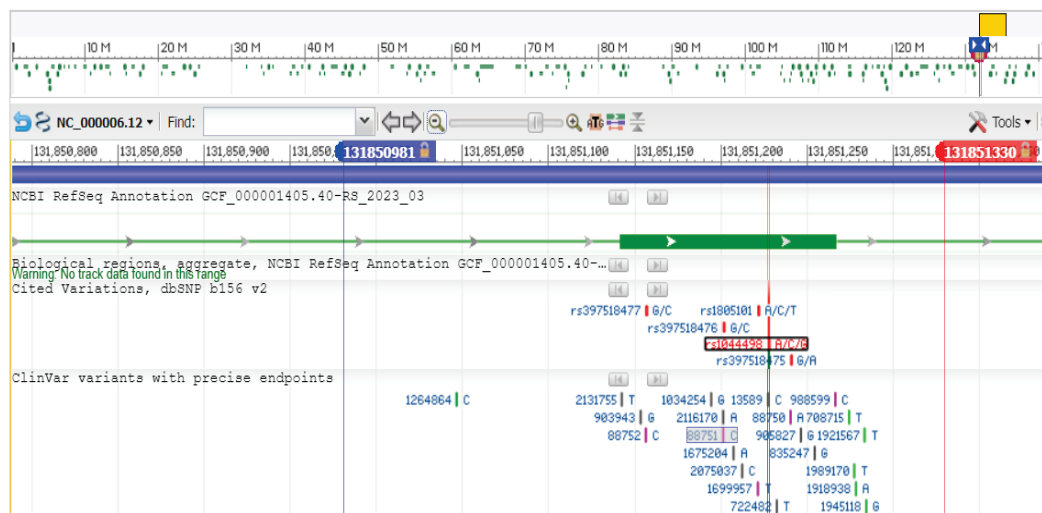 10 M 20 M 30 M 40 M 50 M 60 M 70 M 80 M 90 M 100 M 110 M 120 M M
NC_000006.12 Find: ATG Tools
131,850,800 131,850,850 131,850,900 131,850, 131850981 131,851,050 131,851,100 131,851,150 131,851,200 131,851,250 131,851, 131851330
NCBI RefSeq Annotation GCF_000001405.40-RS_2023_03
Biological regions, aggregate, NCBI RefSeq Annotation GCF_000001405.40-...
Warning: No track data found in this range
Cited Variations, dbSNP b156 v2
rs397518477 G/C rs1805101 A/C/T
rs397518476 G/C
rs1044498 A/C/G
rs397518475 G/A
ClinVar variants with precise endpoints
1264864 C 2131755 T 1034254 G 13589 C 988599 C
903943 G 2116170 A 88750 A 708715 T
88752 C 88751 C 905827 G 1921567 T
1675204 A 835247 G
2075037 C 1989170 T
1699957 T 1918938 A
722482 T 1945118 G